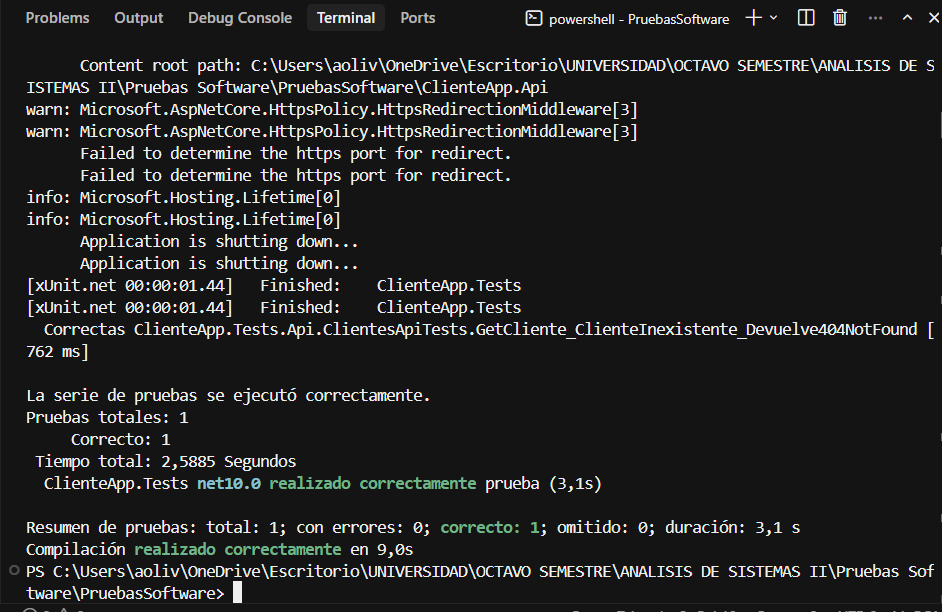 Problems Output Debug Console Terminal Ports powershell - PruebasSoftware
Content root path: C:\Users\aoliv\OneDrive\Escritorio\UNIVERSIDAD\OCTAVO SEMESTRE\ANALISIS DE S
ISTEMAS II\Pruebas Software\PruebasSoftware\ClienteApp.Api
warn: Microsoft.AspNetCore.HttpsPolicy.HttpsRedirectionMiddleware[3]
warn: Microsoft.AspNetCore.HttpsPolicy.HttpsRedirectionMiddleware[3]
Failed to determine the https port for redirect.
Failed to determine the https port for redirect.
info: Microsoft.Hosting.Lifetime[0]
info: Microsoft.Hosting.Lifetime[0]
Application is shutting down...
Application is shutting down...
[xUnit.net 00:00:01.44] Finished: ClienteApp.Tests
[xUnit.net 00:00:01.44] Finished: ClienteApp.Tests
Correctas ClienteApp.Tests.Api.ClientesApiTests.GetCliente_ClienteInexistente_Devuelve404NotFound [
762 ms]
La serie de pruebas se ejecutó correctamente.
Pruebas totales: 1
Correcto: 1
Tiempo total: 2,5885 Segundos
ClienteApp.Tests net10.0 realizado correctamente prueba (3,1s)
Resumen de pruebas: total: 1; con errores: 0; correcto: 1; omitido: 0; duración: 3,1 s
Compilación realizado correctamente en 9,0s
PS C:\Users\aoliv\OneDrive\Escritorio\UNIVERSIDAD\OCTAVO SEMESTRE\ANALISIS DE SISTEMAS II\Pruebas Sof
tware\PruebasSoftware>